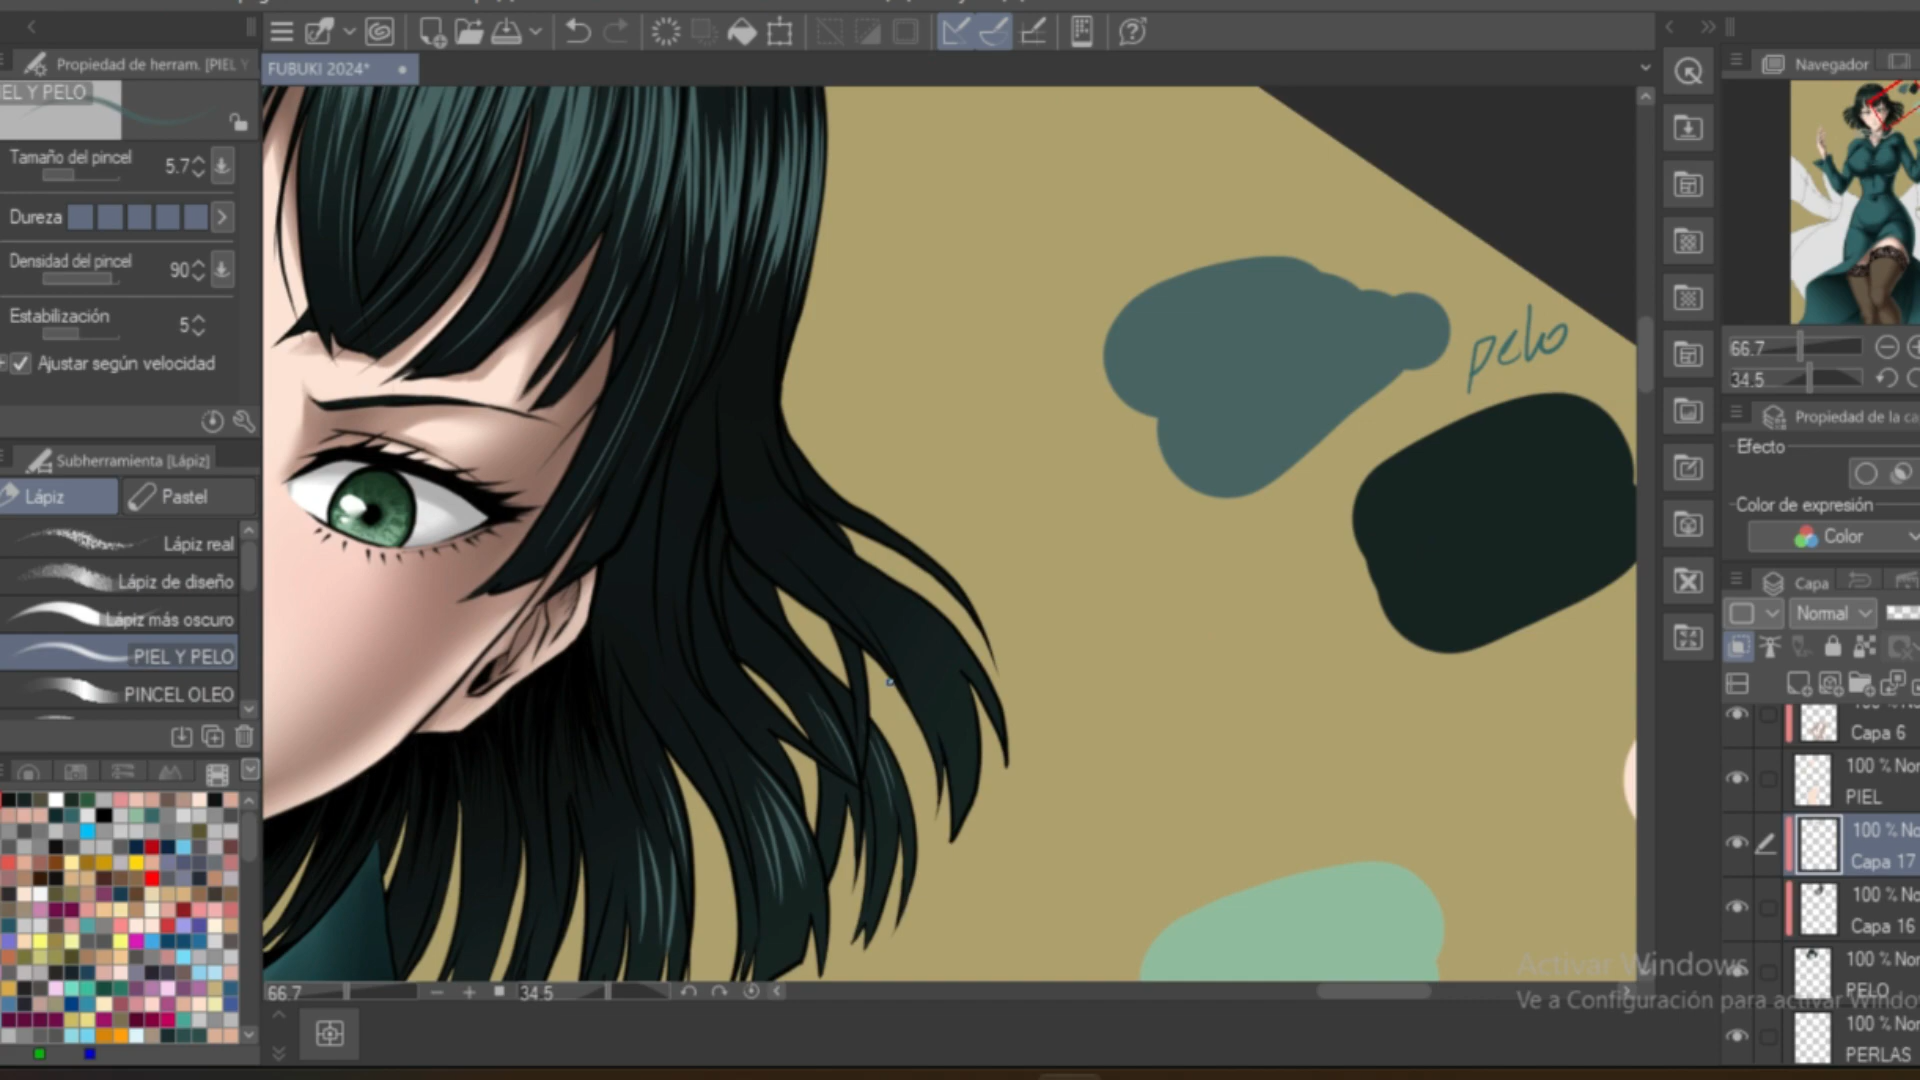 FUBUKI 2024*
Propiedad de herram. [PIEL Y
EL Y PELO
Tamaño del pincel 5.7
Dureza
Densidad del pincel 90
Estabilización 5
Ajustar según velocidad
Subherramienta [Lápiz]
Lápiz
Pastel
Lápiz real
Lápiz de diseño
Lápiz más oscuro
PIEL Y PELO
PINCEL OLEO
pelo
66.7
34.5
Navegador
66.7
34.5
Propiedad de la ca
Efecto
Color de expresión
Color
Capa
Normal
Capa 6
100 % Nor
PIEL
100 % No
Capa 17
100 % No
Capa 16
100 % Nor
PELO
100 % Nor
PERLAS
Activar Windows
Ve a Configuración para activar Windo